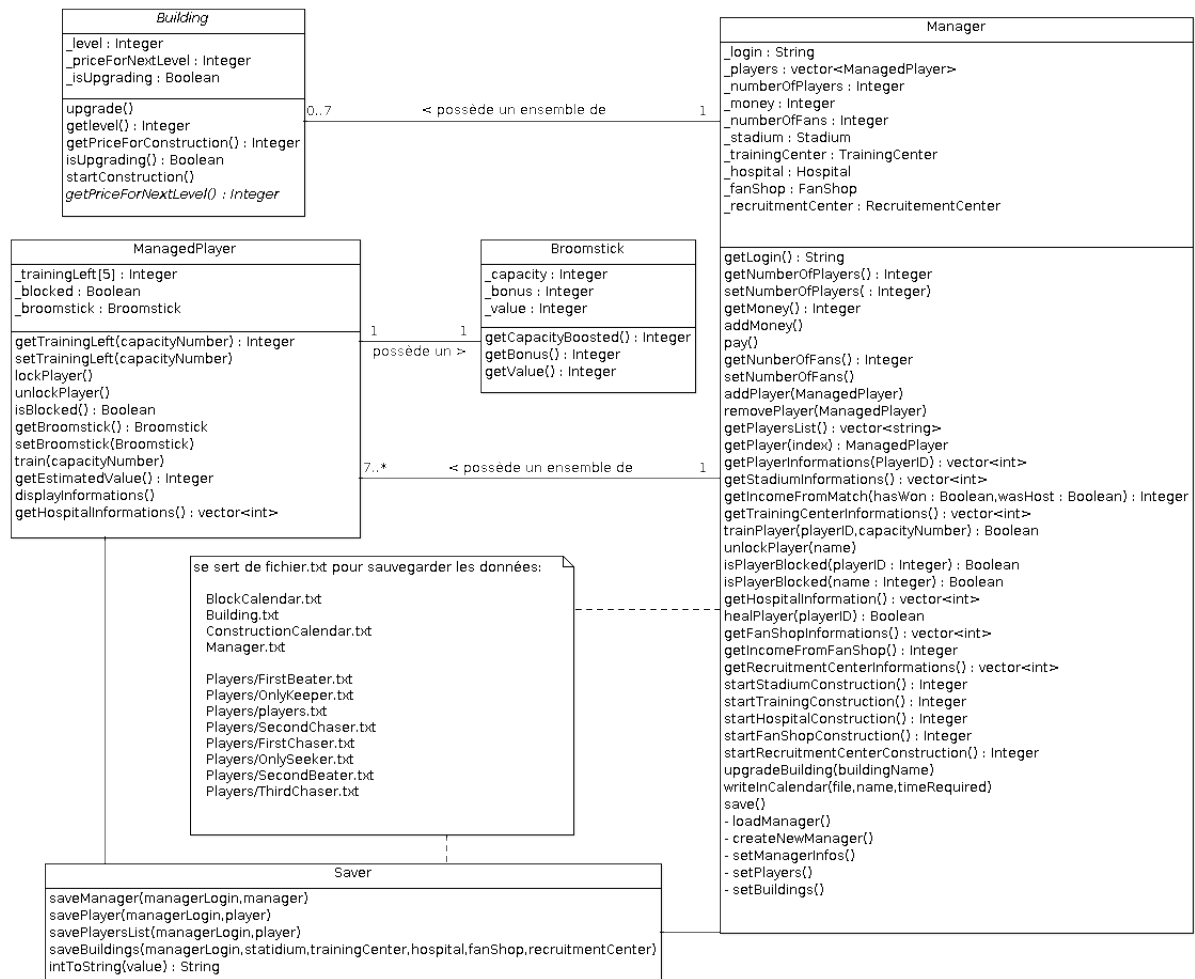 Building
_level : Integer
_priceForNextLevel : Integer
_isUpgrading : Boolean
upgrade()
getlevel() : Integer
getPriceForConstruction() : Integer
isUpgrading() : Boolean
startConstruction()
getPriceForNextLevel() : Integer
0..7
< possède un ensemble de
1
Manager
_login : String
_players : vector<ManagedPlayer>
_numberOfPlayers : Integer
_money : Integer
_numberOfFans : Integer
_stadium : Stadium
_trainingCenter : TrainingCenter
_hospital : Hospital
_fanShop : FanShop
_recruitmentCenter : RecruitementCenter
getLogin() : String
getNumberOfPlayers() : Integer
setNumberOfPlayers( : Integer)
getMoney() : Integer
addMoney()
pay()
getNunberOfFans() : Integer
setNumberOfFans()
addPlayer(ManagedPlayer)
removePlayer(ManagedPlayer)
getPlayersList() : vector<string>
getPlayer(index) : ManagedPlayer
getPlayerInformations(PlayerID) : vector<int>
getStadiumInformations() : vector<int>
getIncomeFromMatch(hasWon : Boolean,wasHost : Boolean) : Integer
getTrainingCenterInformations() : vector<int>
trainPlayer(playerID,capacityNumber) : Boolean
unlockPlayer(name)
isPlayerBlocked(playerID : Integer) : Boolean
isPlayerBlocked(name : Integer) : Boolean
getHospitalInformation() : vector<int>
healPlayer(playerID) : Boolean
getFanShopInformations() : vector<int>
getIncomeFromFanShop() : Integer
getRecruitmentCenterInformations() : vector<int>
startStadiumConstruction() : Integer
startTrainingConstruction() : Integer
startHospitalConstruction() : Integer
startFanShopConstruction() : Integer
startRecruitmentCenterConstruction() : Integer
upgradeBuilding(buildingName)
writeInCalendar(file,name,timeRequired)
save()
- loadManager()
- createNewManager()
- setManagerInfos()
- setPlayers()
- setBuildings()
ManagedPlayer
_trainingLeft[5] : Integer
_blocked : Boolean
_broomstick : Broomstick
getTrainingLeft(capacityNumber) : Integer
setTrainingLeft(capacityNumber)
lockPlayer()
unlockPlayer()
isBlocked() : Boolean
getBroomstick() : Broomstick
setBroomstick(Broomstick)
train(capacityNumber)
getEstimatedValue() : Integer
displayInformations()
getHospitalInformations() : vector<int>
1
1
possède un >
Broomstick
_capacity : Integer
_bonus : Integer
_value : Integer
getCapacityBoosted() : Integer
getBonus() : Integer
getValue() : Integer
7..*
< possède un ensemble de
1
se sert de fichier.txt pour sauvegarder les données:
BlockCalendar.txt
Building.txt
ConstructionCalendar.txt
Manager.txt
Players/FirstBeater.txt
Players/OnlyKeeper.txt
Players/players.txt
Players/SecondChaser.txt
Players/FirstChaser.txt
Players/OnlySeeker.txt
Players/SecondBeater.txt
Players/ThirdChaser.txt
Saver
saveManager(managerLogin,manager)
savePlayer(managerLogin,player)
savePlayersList(managerLogin,player)
saveBuildings(managerLogin,statidium,trainingCenter,hospital,fanShop,recruitmentCenter)
intToString(value) : String